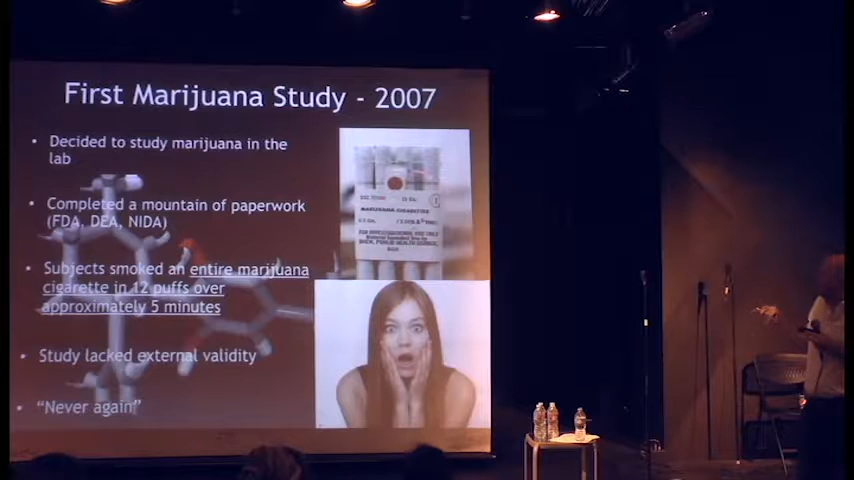 First Marijuana Study - 2007
• Decided to study marijuana in the
lab
• Completed a mountain of paperwork
(FDA, DEA, NIDA)
• Subjects smoked an entire marijuana
cigarette in 12 puffs over
approximately 5 minutes
• Study lacked external validity
• “Never again”
MARIJUANA CIGARETTES